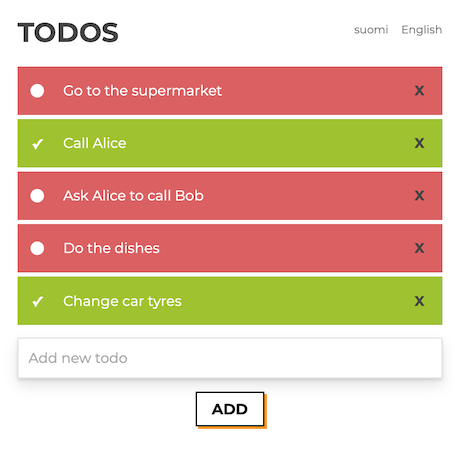 TODOS
suomi English
Go to the supermarket X
Call Alice X
Ask Alice to call Bob X
Do the dishes X
Change car tyres X
Add new todo
ADD